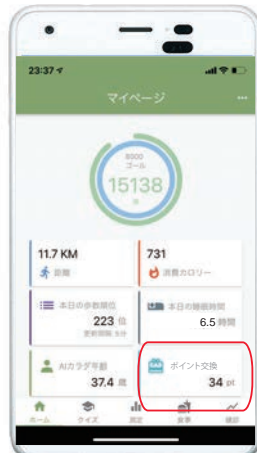 23:37
マイページ
8000
ゴール
15138
歩
11.7 KM
距離
731
消費カロリー
本日の歩数順位
223 位
本日の睡眠時間
6.5 時間
AIカラダ年齢
37.4 歳
ポイント交換
34 pt
ホーム クイズ 測定 食事 確認